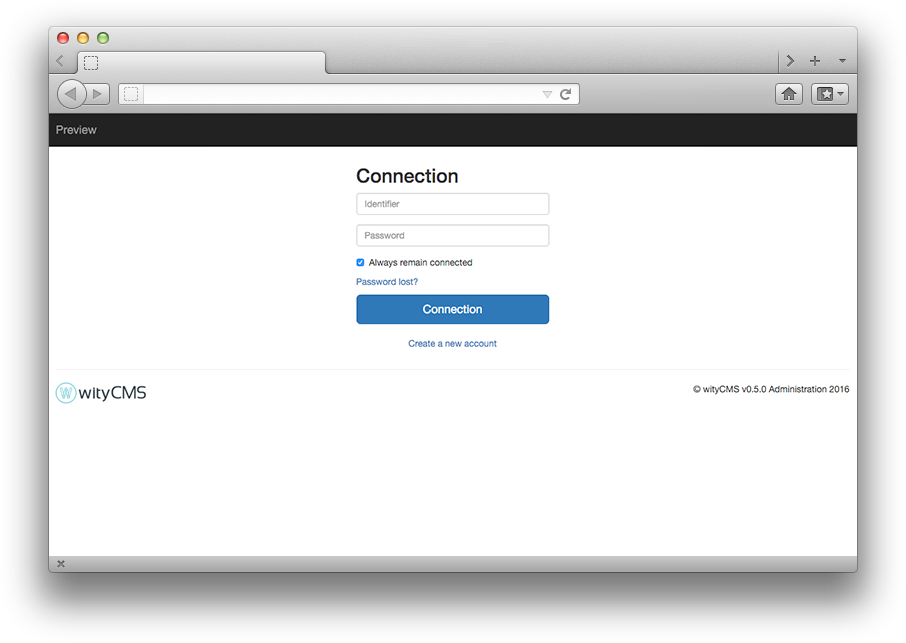 Preview
Connection
Identifier
Password
Always remain connected
Password lost?
Connection
Create a new account
W wityCMS
© wityCMS v0.5.0 Administration 2016